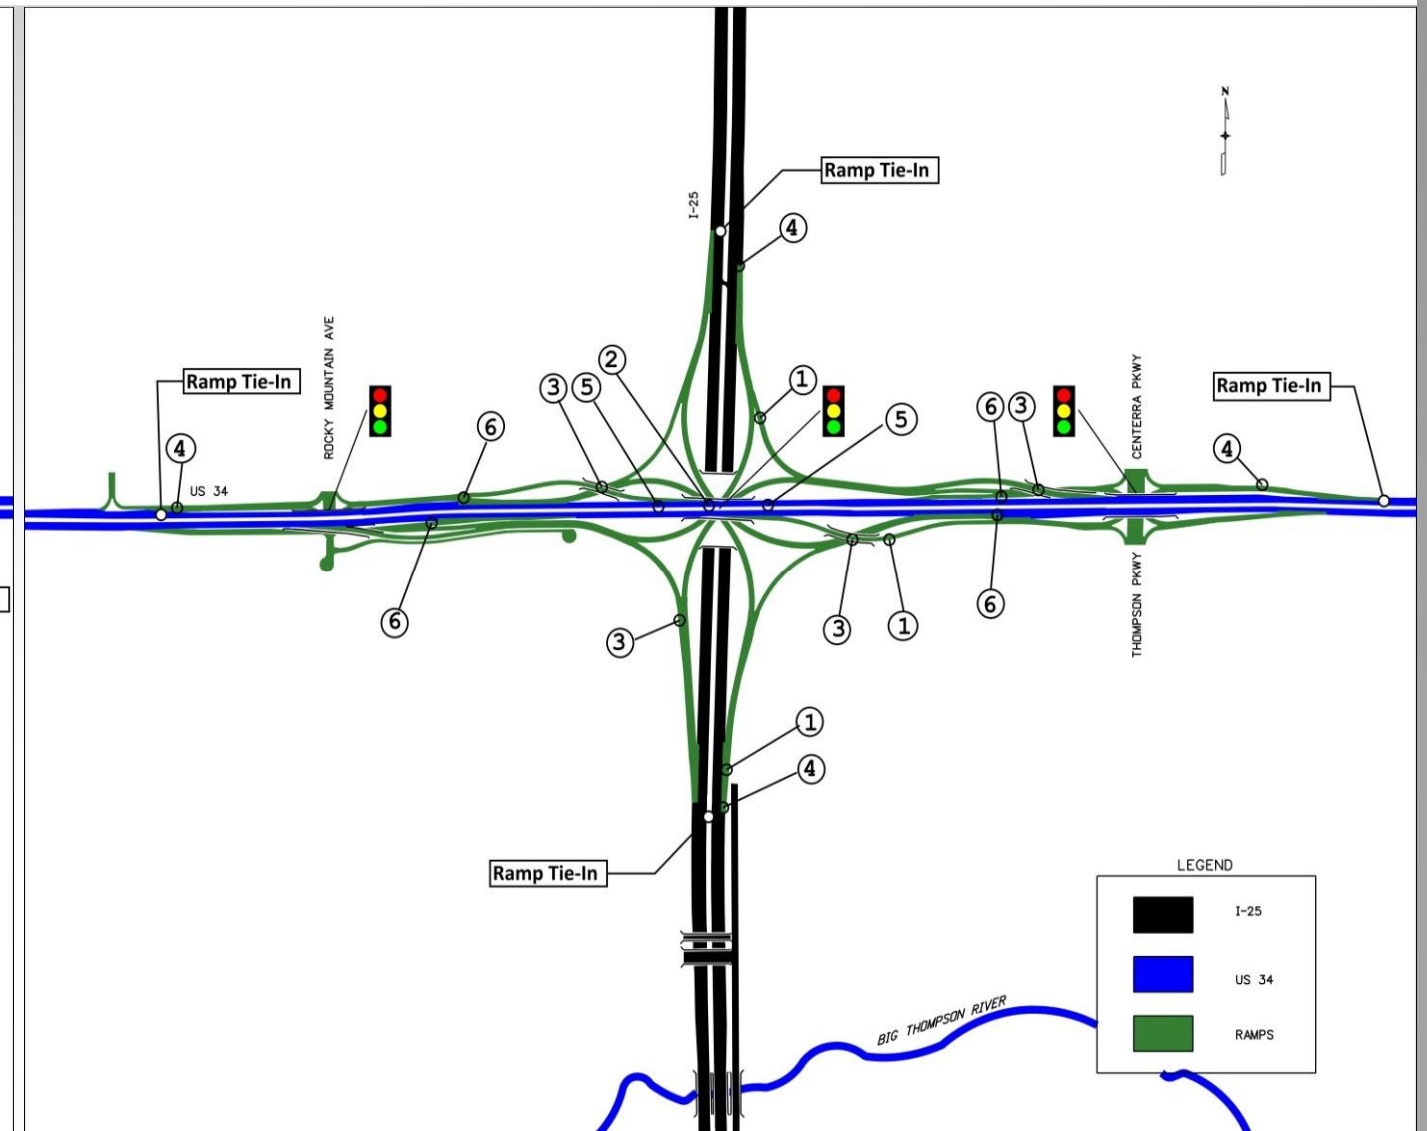 N
Ramp Tie-In
I-25
4
ROCKY MOUNTAIN AVE
2
Ramp Tie-In
3
5
1
CENTERRA PKWY
Ramp Tie-In
6
5
6
3
4
4
US 34
6
3
3
1
6
THOMPSON PKWY
1
4
Ramp Tie-In
LEGEND
I-25
US 34
RAMPS
BIG THOMPSON RIVER